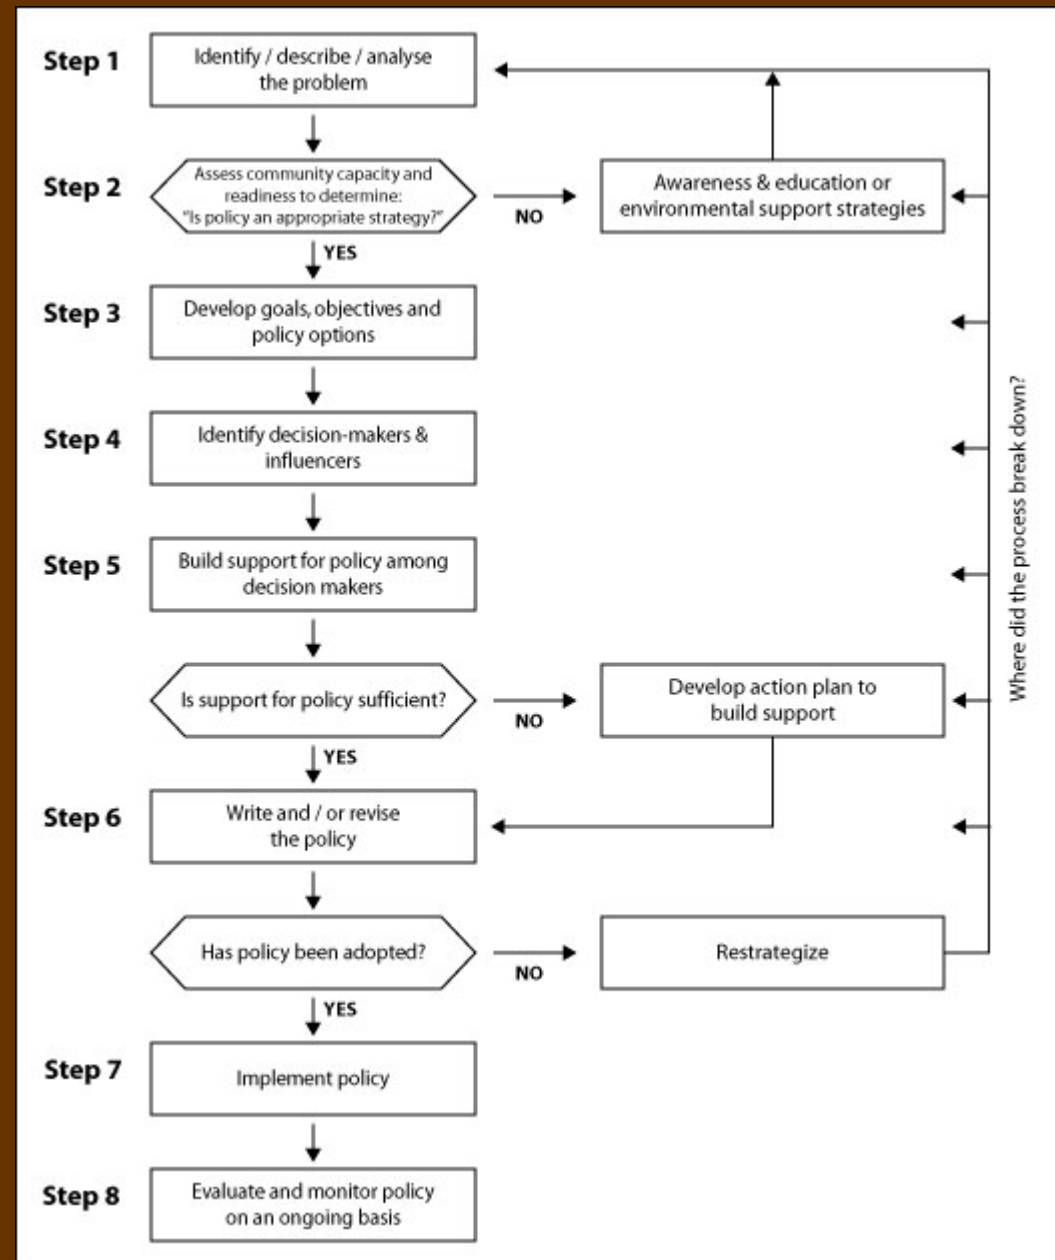 Step 1
Identify / describe / analyse
the problem
Step 2
Assess community capacity and
readiness to determine:
"Is policy an appropriate strategy?"
NO
Awareness & education or
environmental support strategies
YES
Step 3
Develop goals, objectives and
policy options
Step 4
Identify decision-makers &
influencers
Step 5
Build support for policy among
decision makers
Is support for policy sufficient?
NO
Develop action plan to
build support
YES
Step 6
Write and / or revise
the policy
Has policy been adopted?
NO
Restrategize
YES
Step 7
Implement policy
Step 8
Evaluate and monitor policy
on an ongoing basis
Where did the process break down?